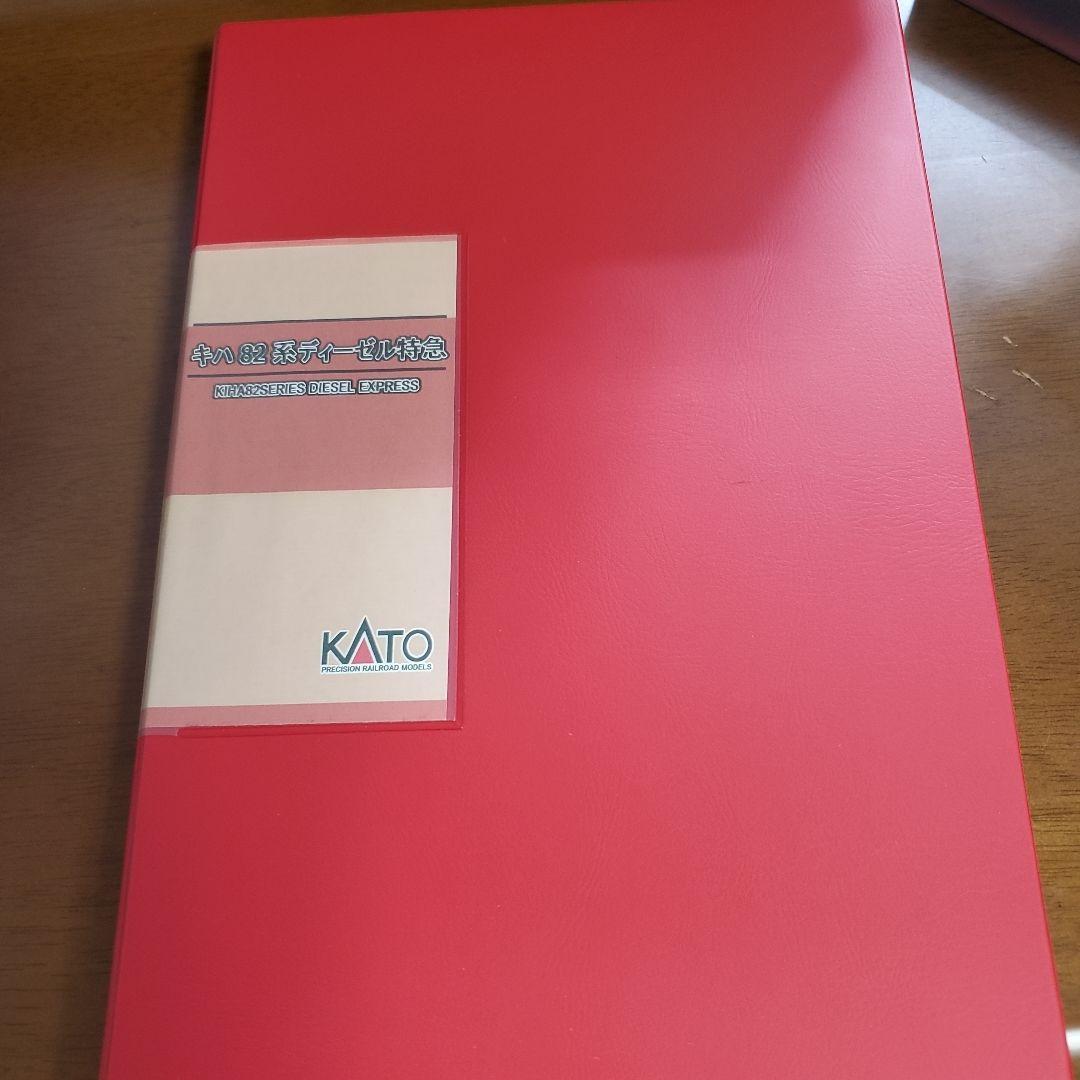 キハ 82 系ディーゼル特急
KIHA82SERIES DIESEL EXPRESS
KATO
PRECISION RAILROAD MODELS